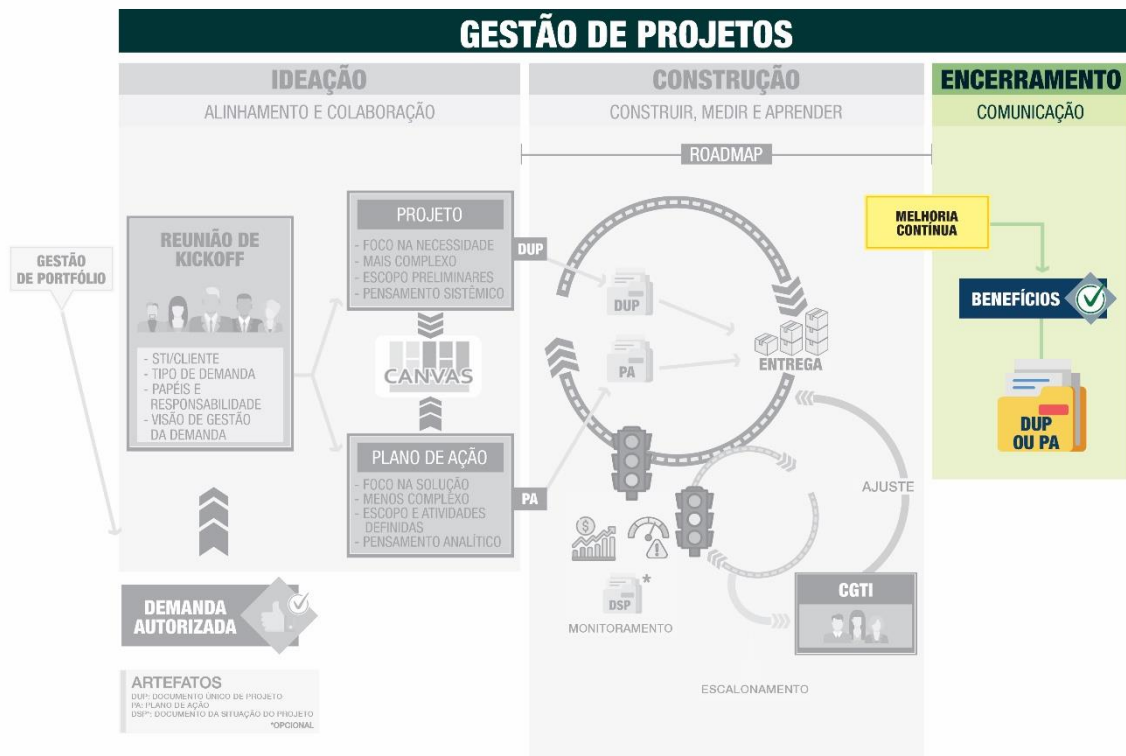 GESTÃO DE PROJETOS
IDEAÇÃO
ALINHAMENTO E COLABORAÇÃO
CONSTRUÇÃO
CONSTRUIR, MEDIR E APRENDER
ENCERRAMENTO
COMUNICAÇÃO
ROADMAP
GESTÃO
DE PORTFÓLIO
REUNIÃO DE
KICKOFF
- STI/CLIENTE
- TIPO DE DEMANDA
- PAPÉIS E
RESPONSABILIDADE
- VISÃO DE GESTÃO
DA DEMANDA
PROJETO
- FOCO NA NECESSIDADE
- MAIS COMPLEXO
- ESCOPO PRELIMINARES
- PENSAMENTO SISTÊMICO
DUP
CANVAS
PLANO DE AÇÃO
- FOCO NA SOLUÇÃO
- MENOS COMPLEXO
- ESCOPO E ATIVIDADES
DEFINIDAS
- PENSAMENTO ANALÍTICO
PA
DUP
PA
ENTREGA
AJUSTE
CGTI
DSP
*
MONITORAMENTO
ESCALONAMENTO
MELHORIA
CONTÍNUA
BENEFÍCIOS
DUP
OU PA
DEMANDA
AUTORIZADA
ARTEFATOS
DUP: DOCUMENTO ÚNICO DE PROJETO
PA: PLANO DE AÇÃO
DSP*: DOCUMENTO DA SITUAÇÃO DO PROJETO
*OPCIONAL